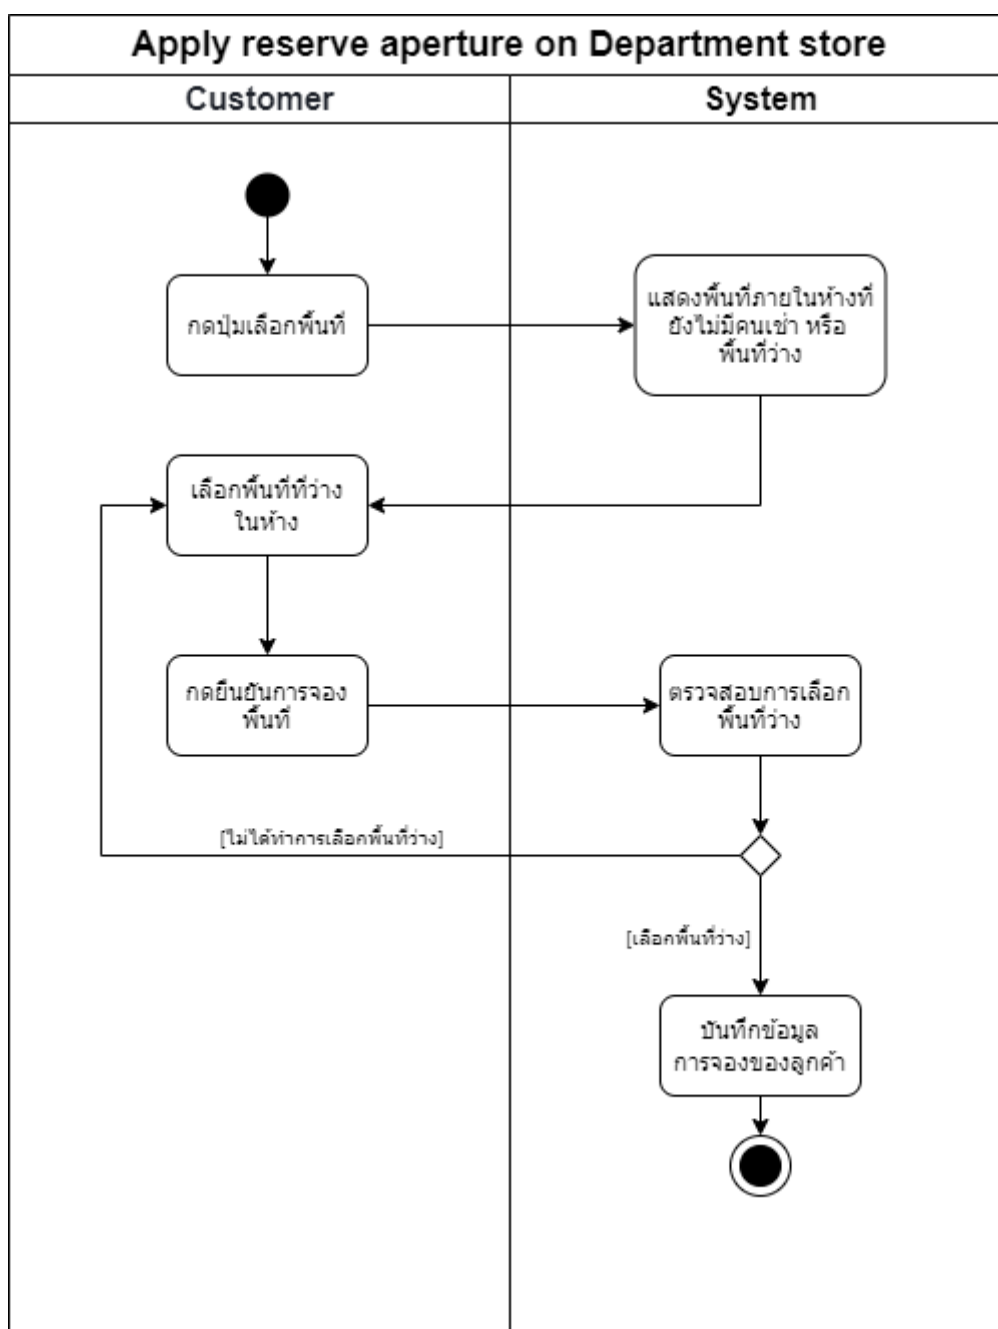 Apply reserve aperture on Department store
Customer
System
กดปุ่มเลือกพื้นที่
แสดงพื้นที่ภายในห้างที่
ยังไม่มีคนเช่า หรือ
พื้นที่ว่าง
เลือกพื้นที่ที่ว่าง
ในห้าง
กดยืนยันการจอง
พื้นที่
ตรวจสอบการเลือก
พื้นที่ว่าง
[ไม่ได้ทำการเลือกพื้นที่ว่าง]
[เลือกพื้นที่ว่าง]
บันทึกข้อมูล
การจองของลูกค้า